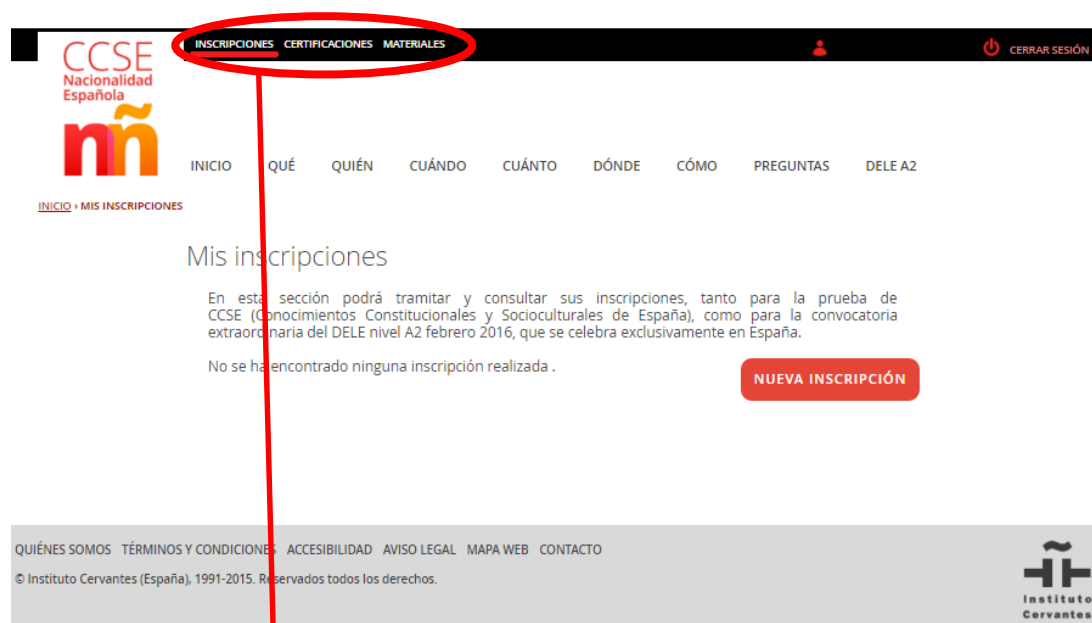 INSCRIPCIONES CERTIFICACIONES MATERIALES
CERRAR SESIÓN
CCSE
Nacionalidad
Española
nñ
INICIO QUÉ QUIÉN CUÁNDO CUÁNTO DÓNDE CÓMO PREGUNTAS DELE A2
INICIO › MIS INSCRIPCIONES
Mis inscripciones
En esta sección podrá tramitar y consultar sus inscripciones, tanto para la prueba de
CCSE (Conocimientos Constitucionales y Socioculturales de España), como para la convocatoria
extraordinaria del DELE nivel A2 febrero 2016, que se celebra exclusivamente en España.
No se ha encontrado ninguna inscripción realizada .
NUEVA INSCRIPCIÓN
QUIÉNES SOMOS TÉRMINOS Y CONDICIONES ACCESIBILIDAD AVISO LEGAL MAPA WEB CONTACTO
© Instituto Cervantes (España), 1991-2015. Reservados todos los derechos.
Instituto
Cervantes